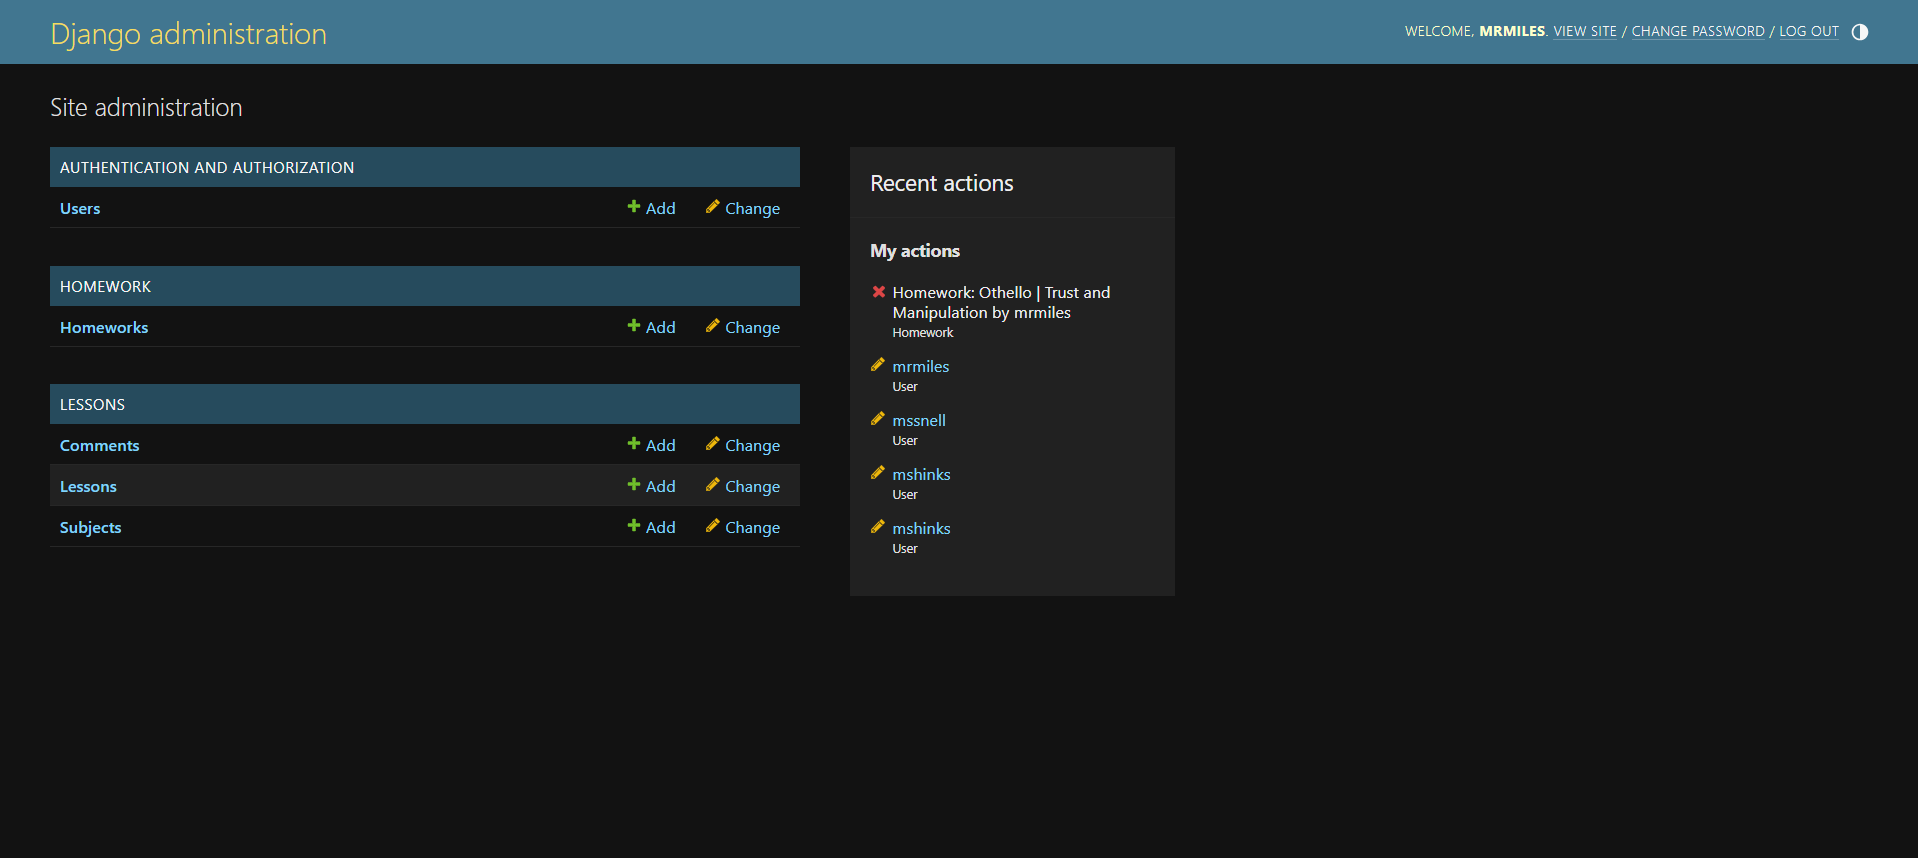 Django administration
WELCOME, MRMILES. VIEW SITE / CHANGE PASSWORD / LOG OUT
Site administration
AUTHENTICATION AND AUTHORIZATION
Users Add Change
HOMEWORK
Homeworks Add Change
LESSONS
Comments Add Change
Lessons Add Change
Subjects Add Change
Recent actions
My actions
Homework: Othello | Trust and
Manipulation by mrmiles
Homework
mrmiles
User
mssnell
User
mshinks
User
mshinks
User